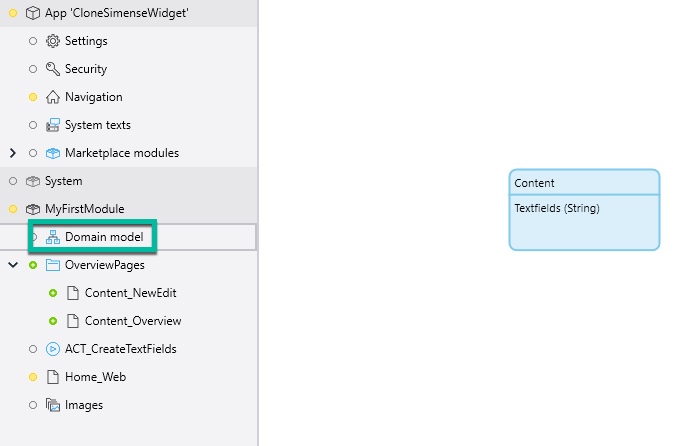 App 'CloneSimenseWidget'
Settings
Security
Navigation
System texts
Marketplace modules
System
MyFirstModule
Domain model
OverviewPages
Content_NewEdit
Content_Overview
ACT_CreateTextFields
Home_Web
Images
Content
Textfields (String)